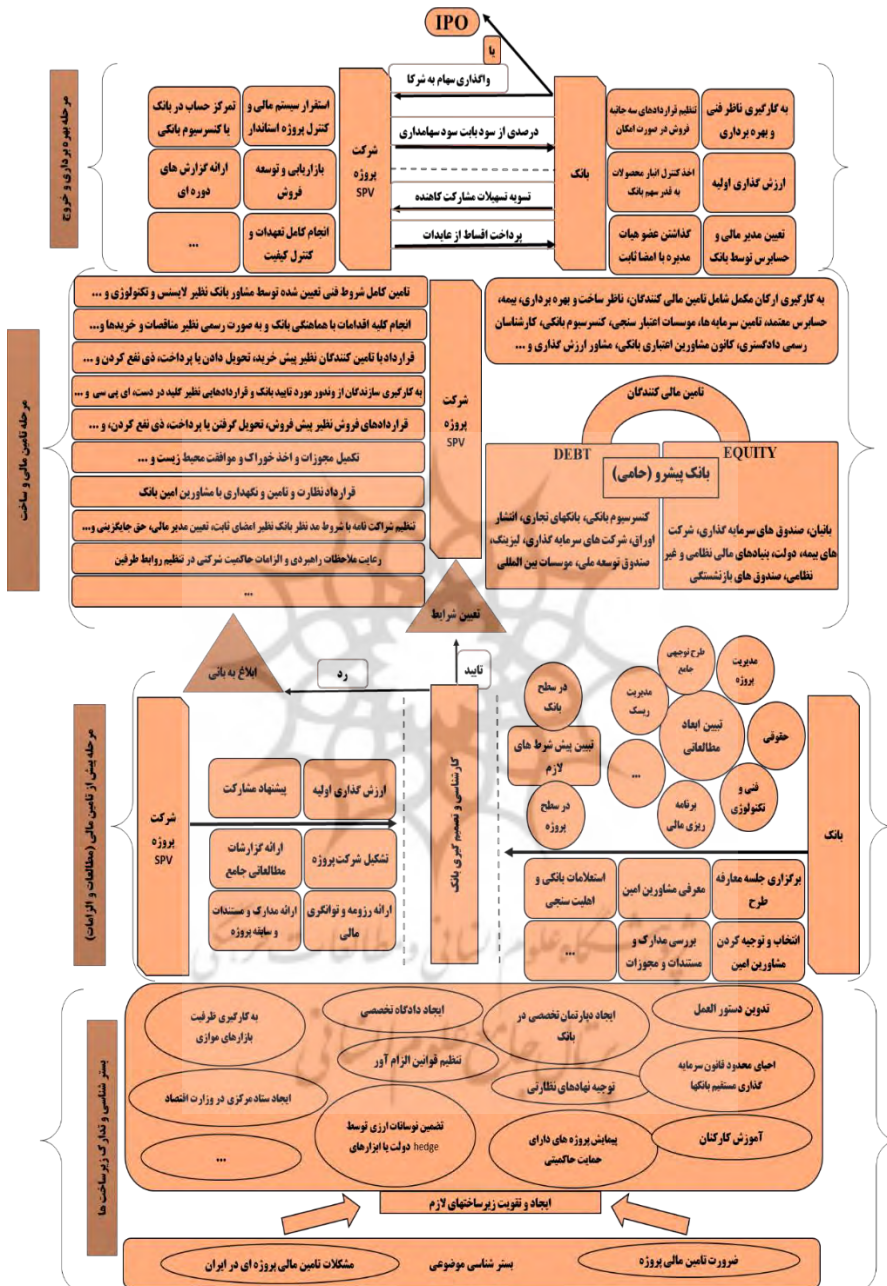 IPO
یا
واگذاری سهام به شرکا
مرحله بهره برداری و خروج
به کارگیری ناظر فنی
و بهره برداری
تنظیم قراردادهای سه جانبه
فروش در صورت امکان
ارزش گذاری اولیه
اخذ کنترل انبار محصولات
به قدر سهم بانک
تعیین مدیر مالی و
حسابرس توسط بانک
گذاشتن عضو هیات
مدیره با امضا ثابت
بانک
درصدی از سود بابت سود سهامداری
تسویه تسهیلات مشارکت کاهنده
پرداخت اقساط از عایدات
شرکت
پروژه
SPV
استقرار سیستم مالی و
کنترل پروژه استاندارد
تمرکز حساب در بانک
یا کنسرسیوم بانکی
بازاریابی و توسعه
فروش
ارائه گزارش های
دوره ای
انجام کامل تعهدات و
کنترل کیفیت
...
مرحله تامین مالی و ساخت
به کارگیری ارکان مکمل شامل تامین مالی کنندگان، ناظر ساخت و بهره برداری، بیمه،
حسابرس معتمد، تامین سرمایه ها، موسسات اعتبار سنجی، کنسرسیوم بانکی، کارشناسان
رسمی دادگستری، کانون مشاورین اعتباری بانکی، مشاور ارزش گذاری و ...
تامین مالی کنندگان
DEBT
EQUITY
بانک پیشرو (حامی)
بانیان، صندوق های سرمایه گذاری، شرکت
های بیمه، دولت، بنیادهای مالی نظامی و غیر
نظامی، صندوق های بازنشستگی
کنسرسیوم بانکی، بانکهای تجاری، انتشار
اوراق، شرکت های سرمایه گذاری، لیزینگ،
صندوق توسعه ملی، موسسات بین المللی
شرکت
پروژه
SPV
تامین کامل شروط فنی تعیین شده توسط مشاور بانک نظیر لایسنس و تکنولوژی و ...
انجام کلیه اقدامات با هماهنگی بانک و به صورت رسمی نظیر مناقصات و خریدها و...
قرارداد با تامین کنندگان نظیر پیش خرید، تحویل دادن یا پرداخت، ذی نفع کردن و ...
به کارگیری سازندگان از وندور مورد تایید بانک و قراردادهایی نظیر کلید در دست، ای پی سی و ...
قراردادهای فروش نظیر پیش فروش، تحویل گرفتن یا پرداخت، ذی نفع کردن، و ...
تکمیل مجوزات و اخذ خوراک و موافقت محیط زیست و ...
قرارداد نظارت و تامین و نگهداری با مشاورین امین بانک
تنظیم شراکت نامه با شروط مد نظر بانک نظیر امضای ثابت، تعیین مدیر مالی، حق جایگزینی و...
رعایت ملاحظات راهبردی و الزامات حاکمیت شرکتی در تنظیم روابط طرفین
...
تعیین شرایط
تایید
رد
ابلاغ به بانی
مرحله پیش از تامین مالی (مطالعات و الزامات)
بانک
تبیین ابعاد
مطالعاتی
طرح توجیهی
جامع
مدیریت
پروژه
حقوقی
فنی و
تکنولوژی
برنامه
ریزی مالی
...
مدیریت
ریسک
در سطح
بانک
تبیین پیش شرط های
لازم
در سطح
پروژه
برگزاری جلسه معارفه
طرح
معرفی مشاورین امین
استعلامات بانکی و
اهلیت سنجی
انتخاب و توجیه کردن
مشاورین امین
بررسی مدارک و
مستندات و مجوزات
...
کارشناسی و تصمیم گیری بانک
ارزش گذاری اولیه
پیشنهاد مشارکت
تشکیل شرکت پروژه
ارائه گزارشات
مطالعاتی جامع
ارائه رزومه و توانگری
مالی
ارائه مدارک و مستندات
و سابقه پروژه
شرکت
پروژه
SPV
پژوهشگاه علوم انسانی و مطالعات فرهنگی
پرتال جامع علوم انسانی
بستر شناسی و تدارک زیرساخت ها
تدوین دستور العمل
ایجاد دپارتمان تخصصی در
بانک
ایجاد دادگاه تخصصی
به کارگیری ظرفیت
بازارهای موازی
احیای محدود قانون سرمایه
گذاری مستقیم بانکها
توجیه نهادهای نظارتی
تنظیم قوانین الزام آور
ایجاد ستاد مرکزی در وزارت اقتصاد
آموزش کارکنان
پیمایش پروژه های دارای
حمایت حاکمیتی
تضمین نوسانات ارزی توسط
دولت یا ابزارهای hedge
...
ایجاد و تقویت زیرساختهای لازم
ضرورت تامین مالی پروژه
بستر شناسی موضوعی
مشکلات تامین مالی پروژه ای در ایران